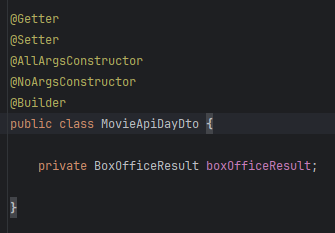 @Getter
@Setter
@AllArgsConstructor
@NoArgsConstructor
@Builder
public class MovieApiDayDto {
private BoxOfficeResult boxOfficeResult;
}